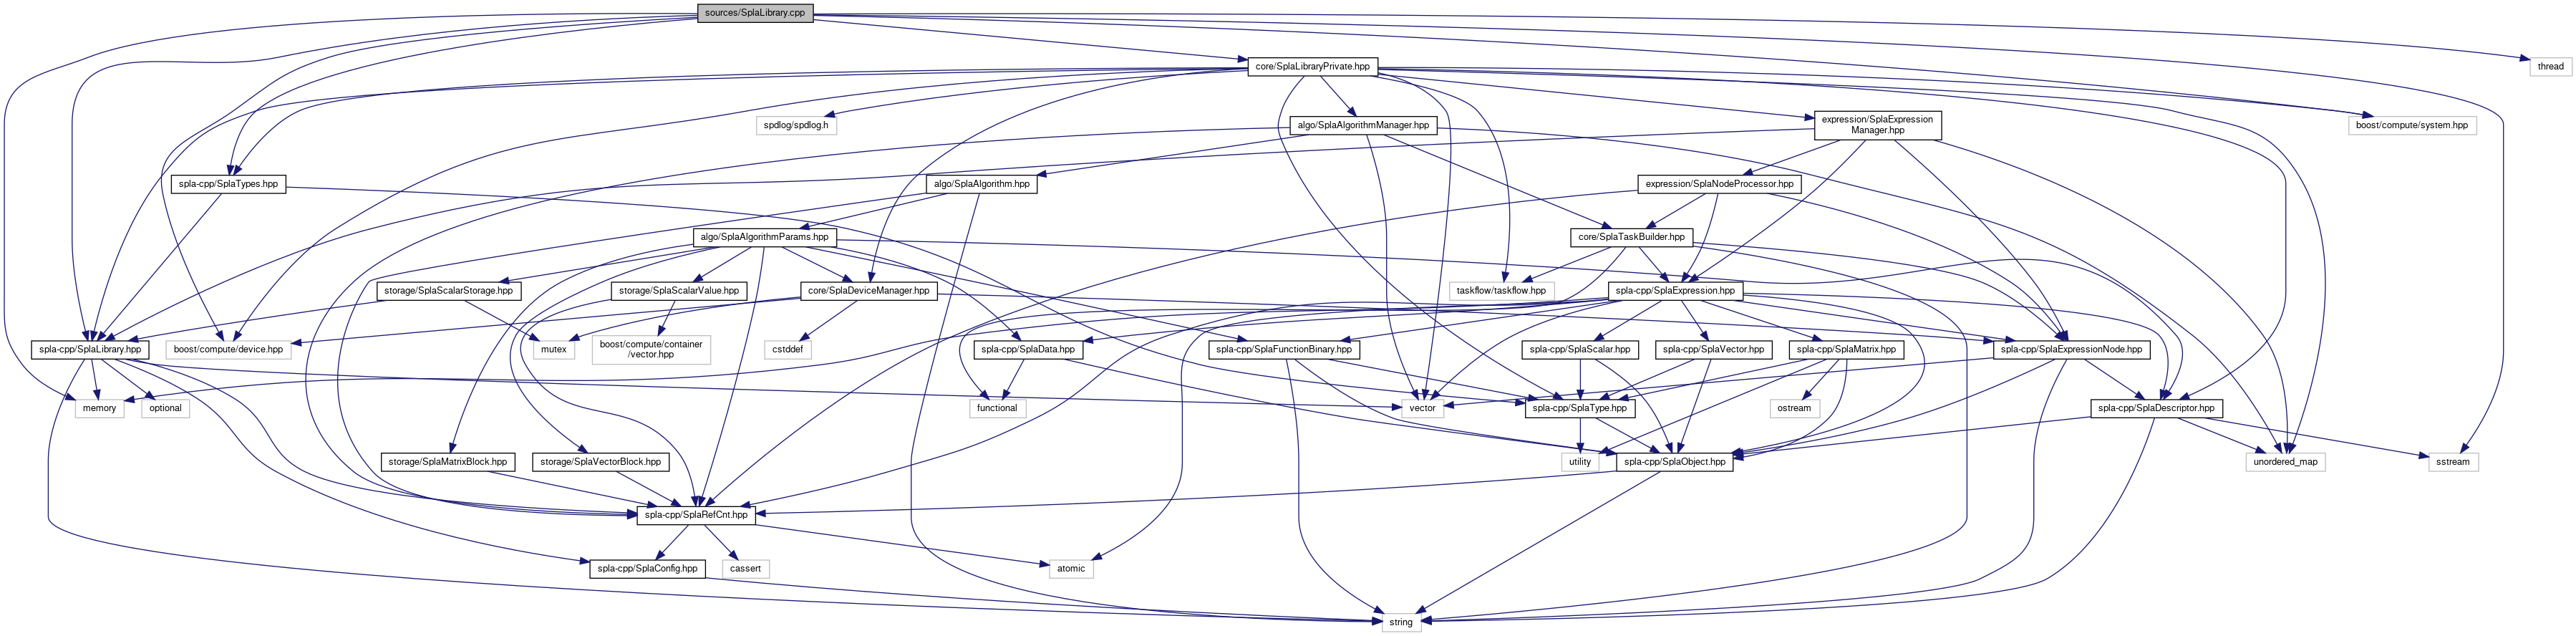 sources/SplaLibrary.cpp
core/SplaLibraryPrivate.hpp
thread
spdlog/spdlog.h
algo/SplaAlgorithmManager.hpp
expression/SplaExpression
Manager.hpp
boost/compute/system.hpp
spla-cpp/SplaTypes.hpp
algo/SplaAlgorithm.hpp
expression/SplaNodeProcessor.hpp
algo/SplaAlgorithmParams.hpp
core/SplaTaskBuilder.hpp
storage/SplaScalarStorage.hpp
storage/SplaScalarValue.hpp
core/SplaDeviceManager.hpp
taskflow/taskflow.hpp
spla-cpp/SplaExpression.hpp
spla-cpp/SplaLibrary.hpp
boost/compute/device.hpp
mutex
boost/compute/container
/vector.hpp
cstddef
spla-cpp/SplaData.hpp
spla-cpp/SplaFunctionBinary.hpp
spla-cpp/SplaScalar.hpp
spla-cpp/SplaVector.hpp
spla-cpp/SplaMatrix.hpp
spla-cpp/SplaExpressionNode.hpp
memory
optional
functional
vector
spla-cpp/SplaType.hpp
ostream
spla-cpp/SplaDescriptor.hpp
storage/SplaMatrixBlock.hpp
storage/SplaVectorBlock.hpp
utility
spla-cpp/SplaObject.hpp
unordered_map
sstream
spla-cpp/SplaRefCnt.hpp
spla-cpp/SplaConfig.hpp
cassert
atomic
string